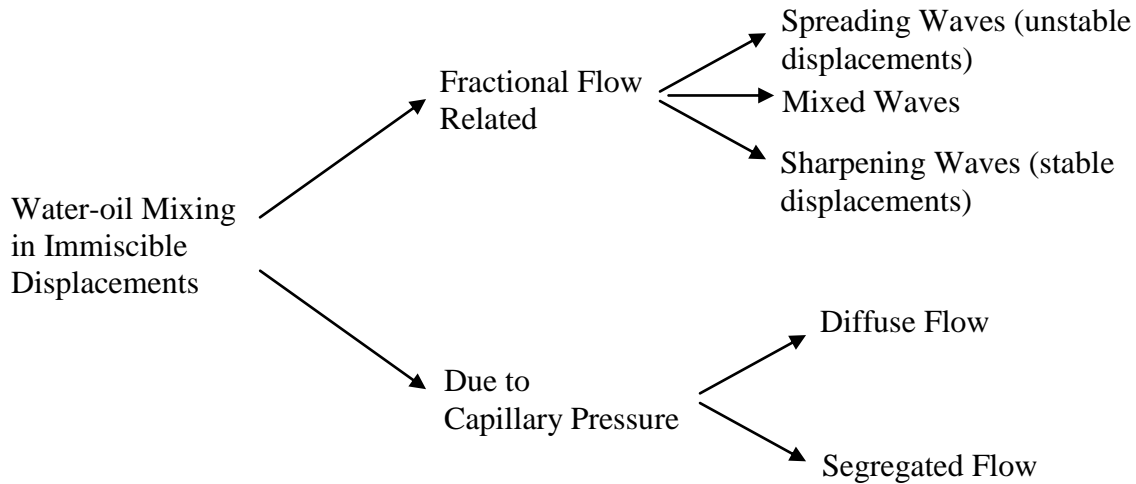 Water-oil Mixing
in Immiscible
Displacements
Fractional Flow
Related
Spreading Waves (unstable
displacements)
Mixed Waves
Sharpening Waves (stable
displacements)
Due to
Capillary Pressure
Diffuse Flow
Segregated Flow